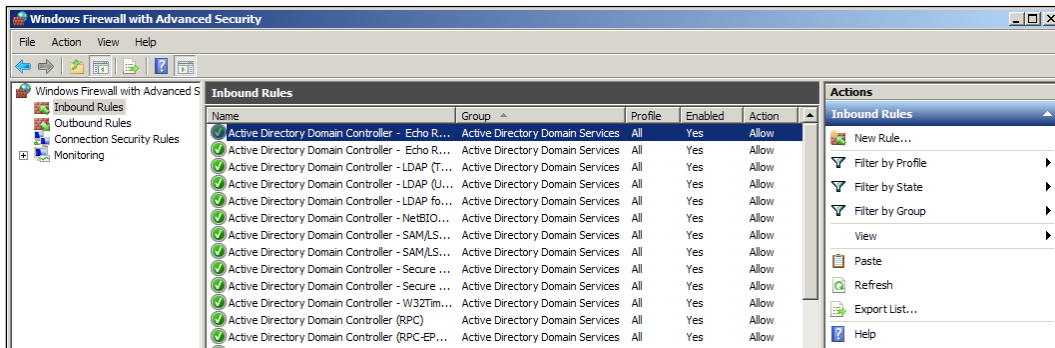 Windows Firewall with Advanced Security
File Action View Help
Windows Firewall with Advanced S
Inbound Rules
Outbound Rules
Connection Security Rules
Monitoring
Inbound Rules
Name Group Profile Enabled Action
Active Directory Domain Controller - Echo R... Active Directory Domain Services All Yes Allow
Active Directory Domain Controller - Echo R... Active Directory Domain Services All Yes Allow
Active Directory Domain Controller - LDAP (T... Active Directory Domain Services All Yes Allow
Active Directory Domain Controller - LDAP (U... Active Directory Domain Services All Yes Allow
Active Directory Domain Controller - LDAP fo... Active Directory Domain Services All Yes Allow
Active Directory Domain Controller - NetBIO... Active Directory Domain Services All Yes Allow
Active Directory Domain Controller - SAM/LS... Active Directory Domain Services All Yes Allow
Active Directory Domain Controller - SAM/LS... Active Directory Domain Services All Yes Allow
Active Directory Domain Controller - Secure ... Active Directory Domain Services All Yes Allow
Active Directory Domain Controller - Secure ... Active Directory Domain Services All Yes Allow
Active Directory Domain Controller - W32Tim... Active Directory Domain Services All Yes Allow
Active Directory Domain Controller (RPC) Active Directory Domain Services All Yes Allow
Active Directory Domain Controller (RPC-EP... Active Directory Domain Services All Yes Allow
Actions
Inbound Rules
New Rule...
Filter by Profile
Filter by State
Filter by Group
View
Paste
Refresh
Export List...
Help